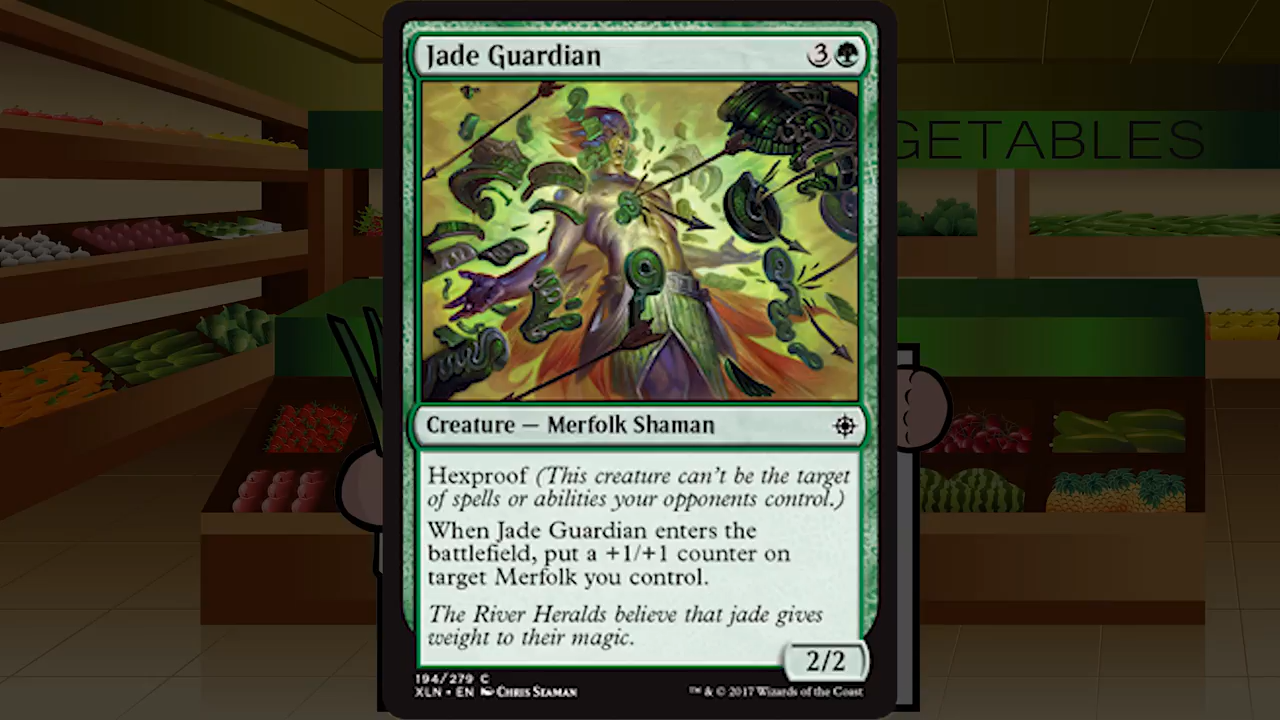 Jade Guardian 3
GETABLES
Creature — Merfolk Shaman
Hexproof (This creature can't be the target
of spells or abilities your opponents control.)
When Jade Guardian enters the
battlefield, put a +1/+1 counter on
target Merfolk you control.
The River Heralds believe that jade gives
weight to their magic.
2/2
194/279 C
XLN • EN Chris Seaman
™ & © 2017 Wizards of the Coast